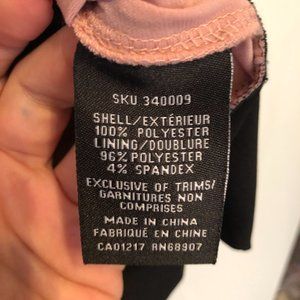 SKU 340009
SHELL/EXTÉRIEUR
100% POLYESTER
LINING/DOUBLURE
96% POLYESTER
4% SPANDEX
EXCLUSIVE OF TRIMS/
GARNITURES NON
COMPRISES
MADE IN CHINA
FABRIQUÉ EN CHINE
CA01217 RN68907